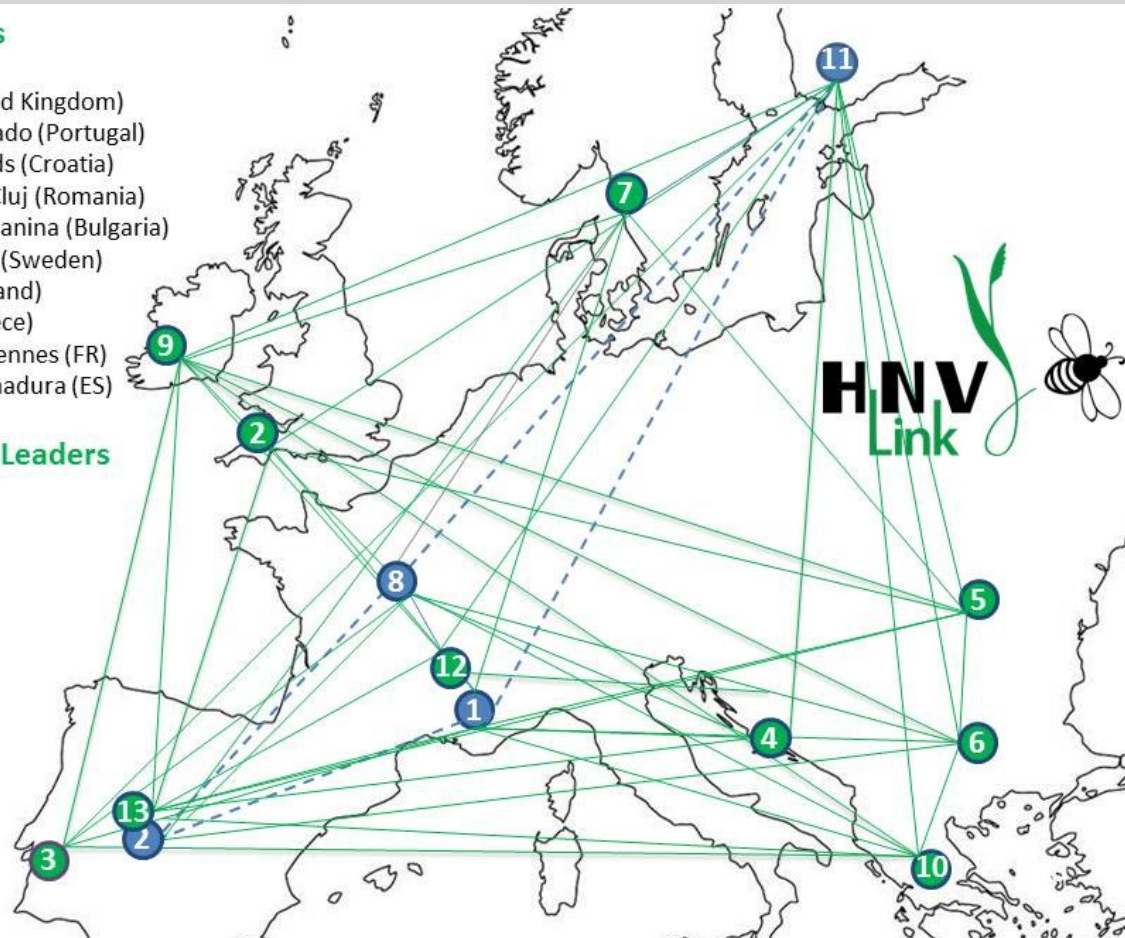 s
d Kingdom)
ado (Portugal)
ds (Croatia)
Cluj (Romania)
anina (Bulgaria)
(Sweden)
and)
ce)
ennes (FR)
nadura (ES)
Leaders
11
7
9
2
HNV
Link
8
5
12
1
4
6
13
2
3
10